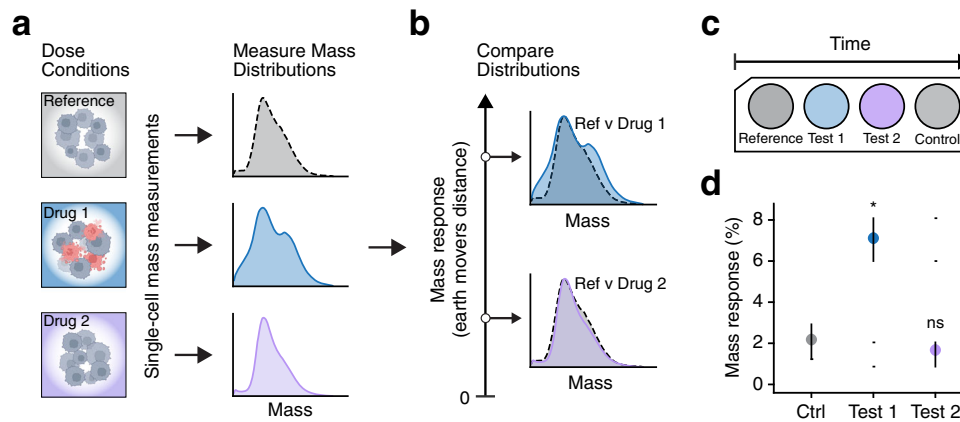 a
Dose
Conditions
Measure Mass
Distributions
Reference
Drug 1
Drug 2
Single-cell mass measurements
Mass
b
Compare
Distributions
Mass response
(earth movers distance)
0
Ref v Drug 1
Mass
Ref v Drug 2
Mass
c
Time
Reference Test 1 Test 2 Control
d
Mass response (%)
8
6
4
2
0
*
ns
Ctrl Test 1 Test 2